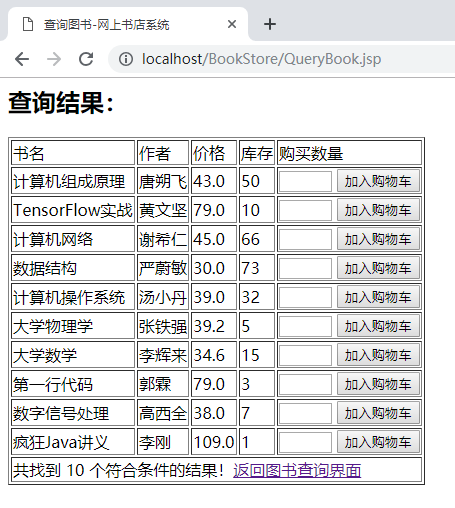 查询图书-网上书店系统
localhost/BookStore/QueryBook.jsp
查询结果：
书名 作者 价格 库存 购买数量
计算机组成原理 唐朔飞 43.0 50 加入购物车
TensorFlow实战 黄文坚 79.0 10 加入购物车
计算机网络 谢希仁 45.0 66 加入购物车
数据结构 严蔚敏 30.0 73 加入购物车
计算机操作系统 汤小丹 39.0 32 加入购物车
大学物理学 张铁强 39.2 5 加入购物车
大学数学 李辉来 34.6 15 加入购物车
第一行代码 郭霖 79.0 3 加入购物车
数字信号处理 高西全 38.0 7 加入购物车
疯狂Java讲义 李刚 109.0 1 加入购物车
共找到 10 个符合条件的结果！返回图书查询界面